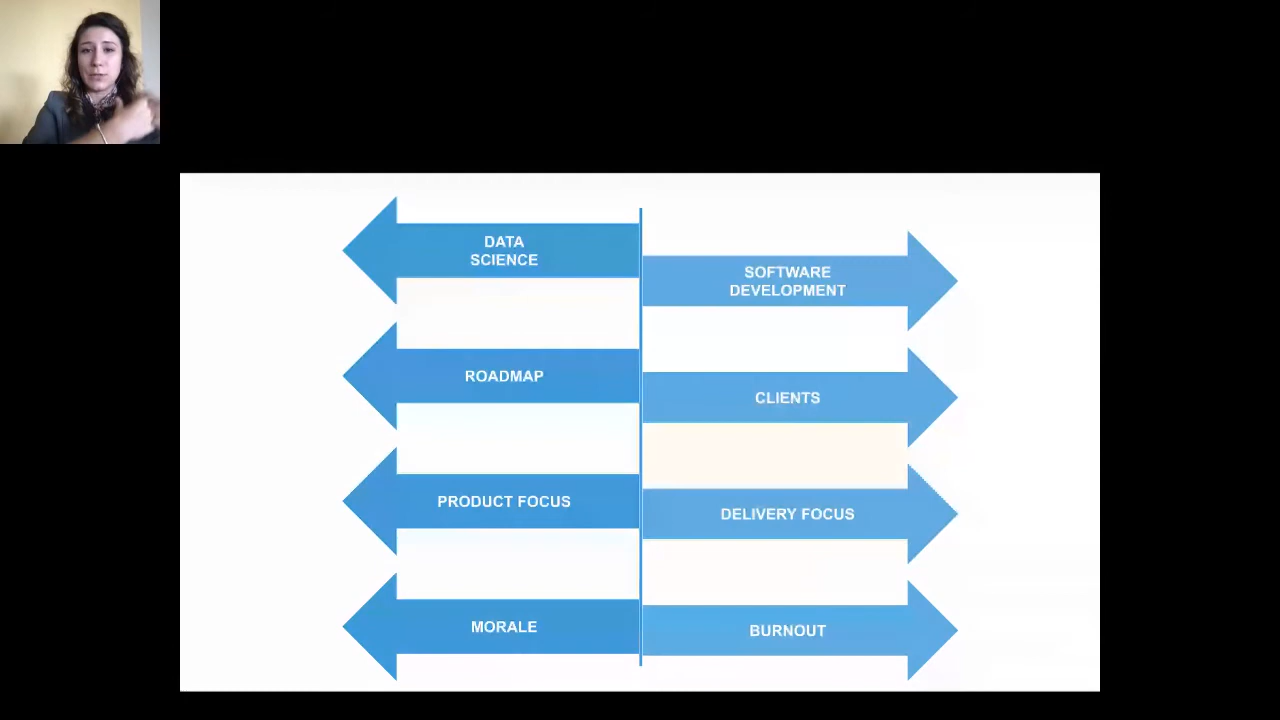 DATA
SCIENCE
SOFTWARE
DEVELOPMENT
ROADMAP
CLIENTS
PRODUCT FOCUS
DELIVERY FOCUS
MORALE
BURNOUT